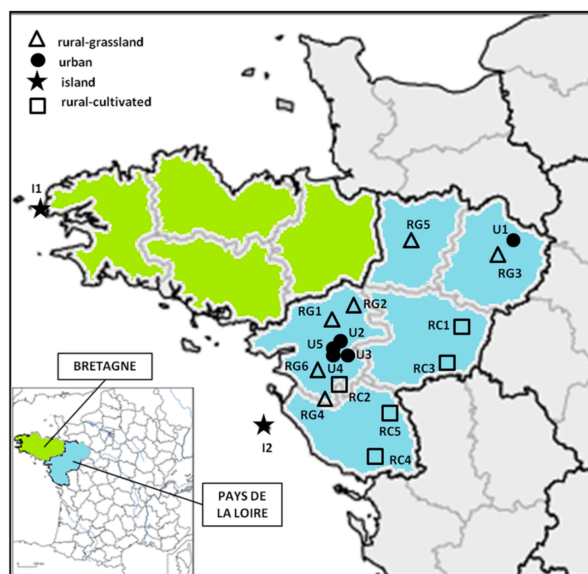 rural-grassland
urban
island
rural-cultivated
I1
RG5
U1
RG3
RG1
RG2
U2
RC1
U5
U3
RG6
U4
RC3
RC2
RG4
RC5
I2
RC4
BRETAGNE
PAYS DE
LA LOIRE